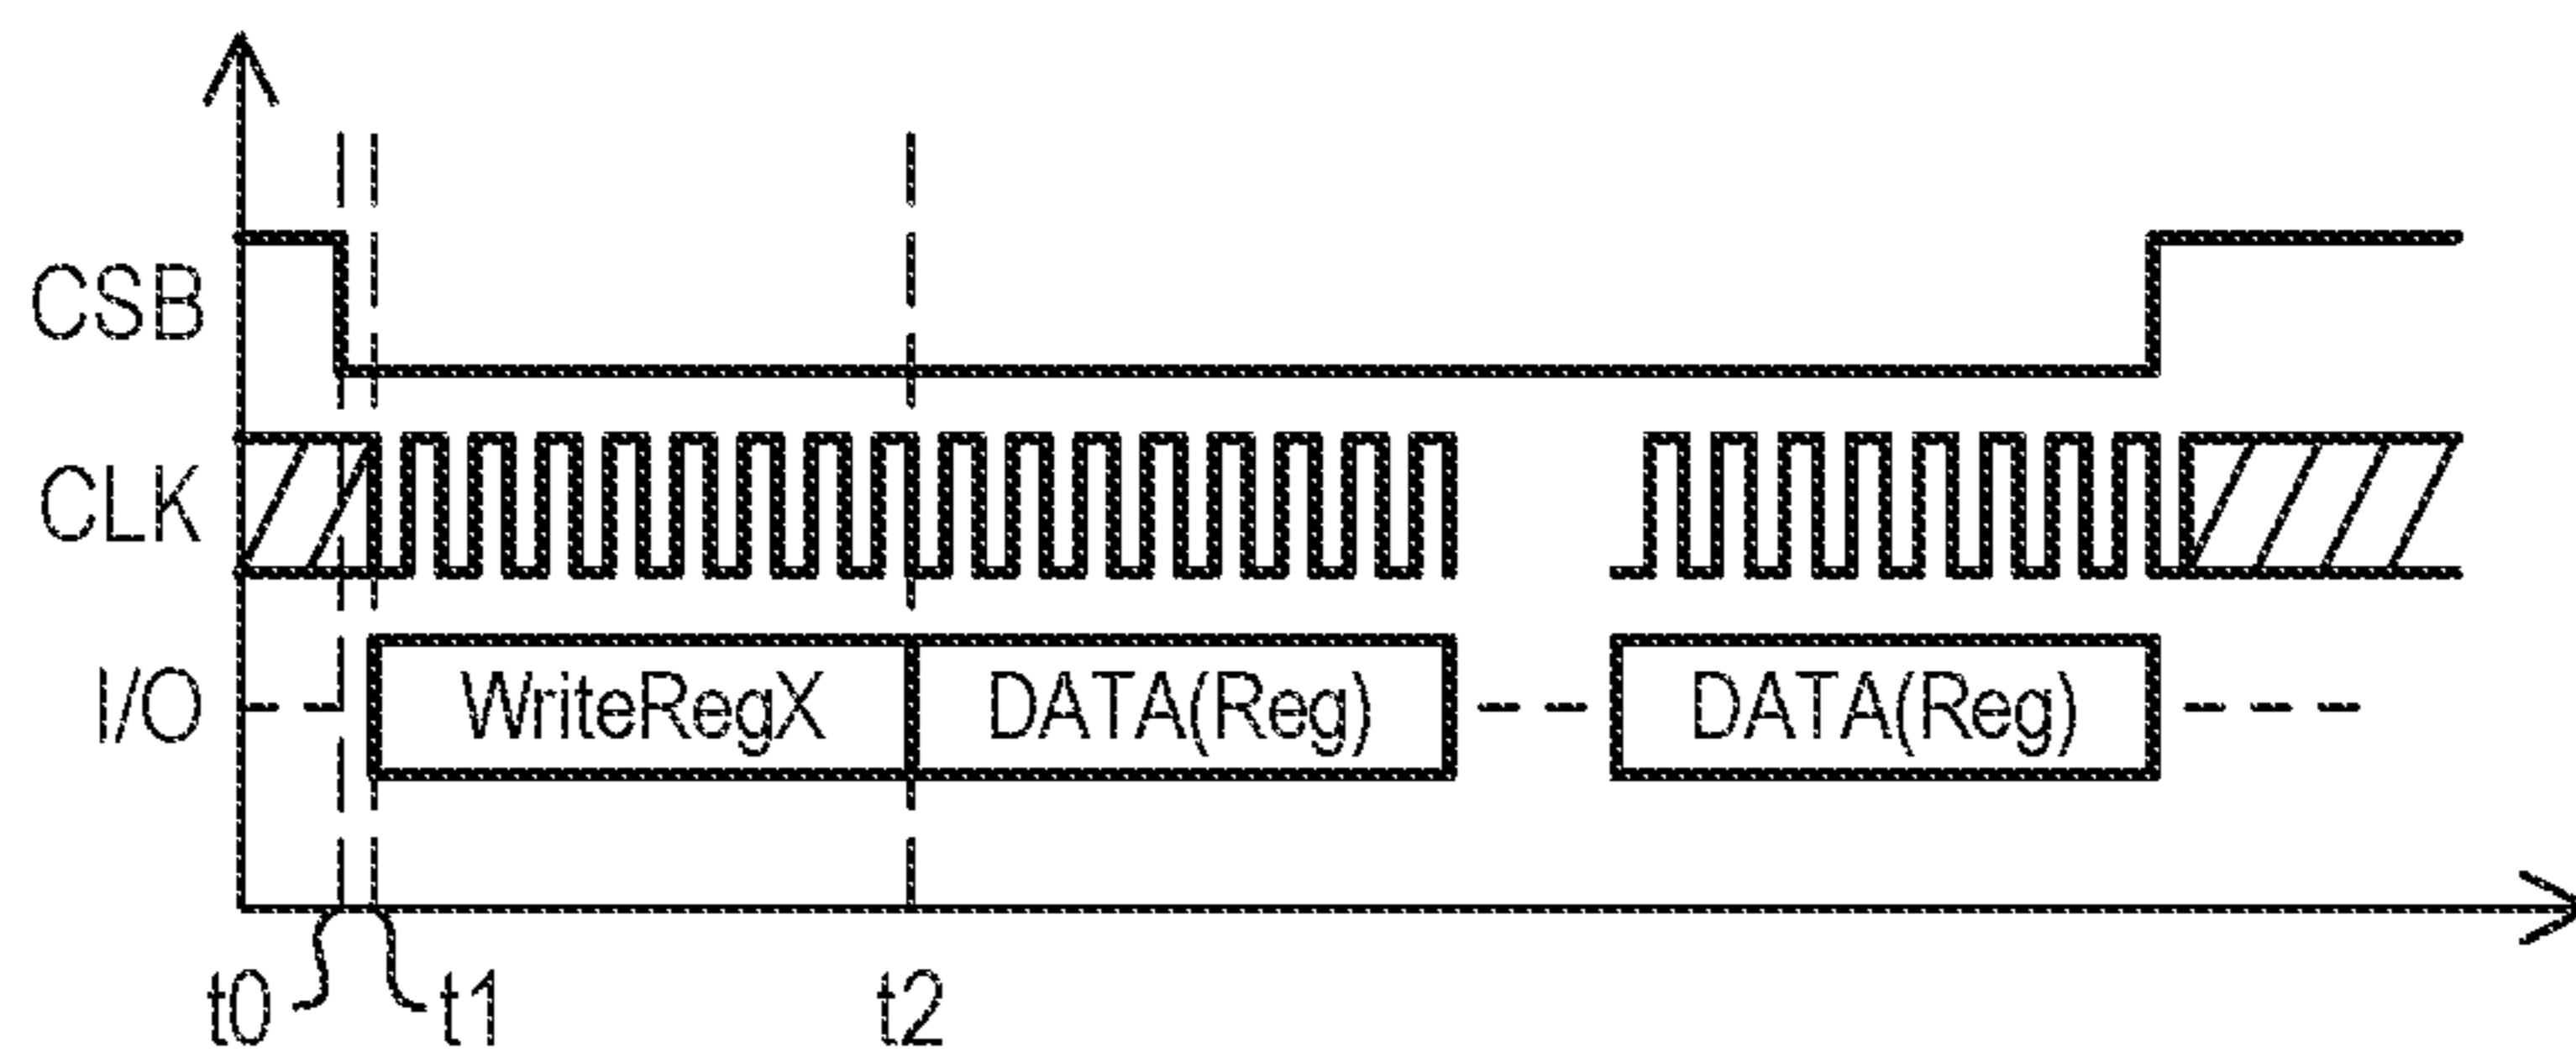 CSB
CLK
I/O WriteRegX DATA(Reg) DATA(Reg)
t0 t1 t2